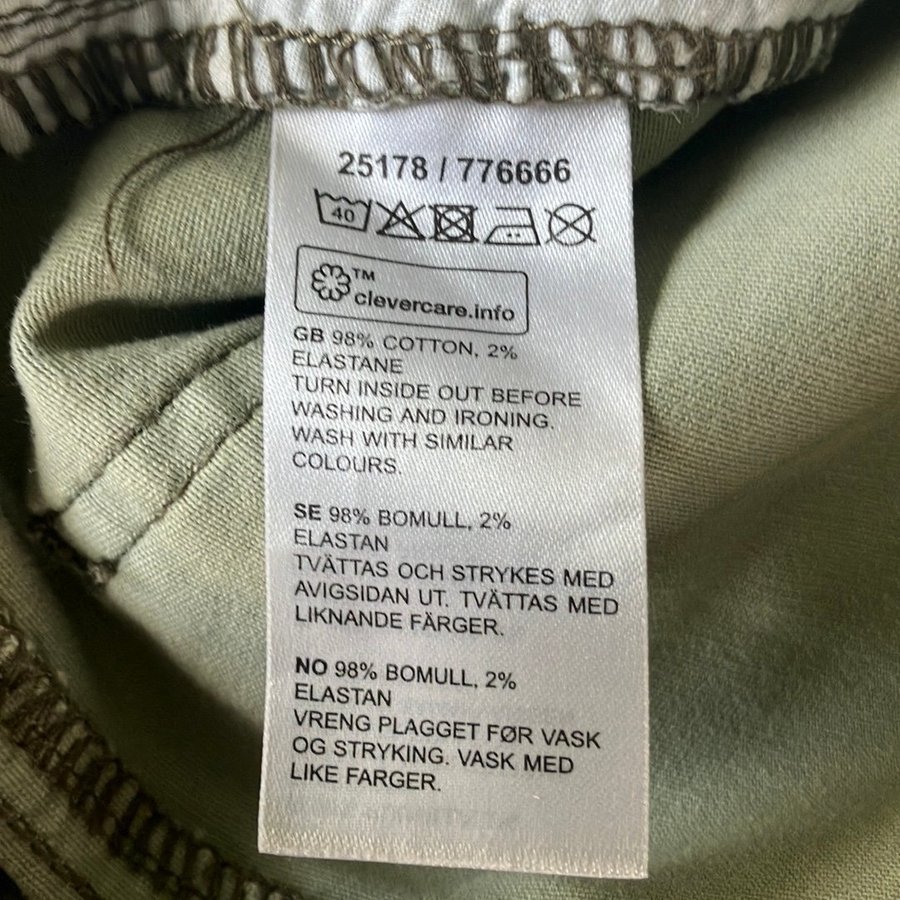 25178 / 776666
40
TM
clevercare.info
GB 98% COTTON, 2%
ELASTANE
TURN INSIDE OUT BEFORE
WASHING AND IRONING.
WASH WITH SIMILAR
COLOURS.
SE 98% BOMULL, 2%
ELASTAN
TVÄTTAS OCH STRYKES MED
AVIGSIDAN UT. TVÄTTAS MED
LIKNANDE FÄRGER.
NO 98% BOMULL, 2%
ELASTAN
VRENG PLAGGET FØR VASK
OG STRYKING. VASK MED
LIKE FARGER.